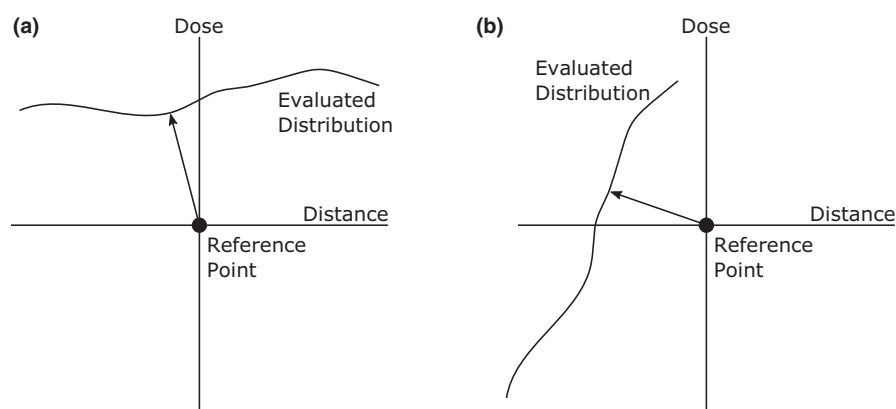 (a)
Dose
Evaluated
Distribution
Distance
Reference
Point
(b)
Dose
Evaluated
Distribution
Distance
Reference
Point